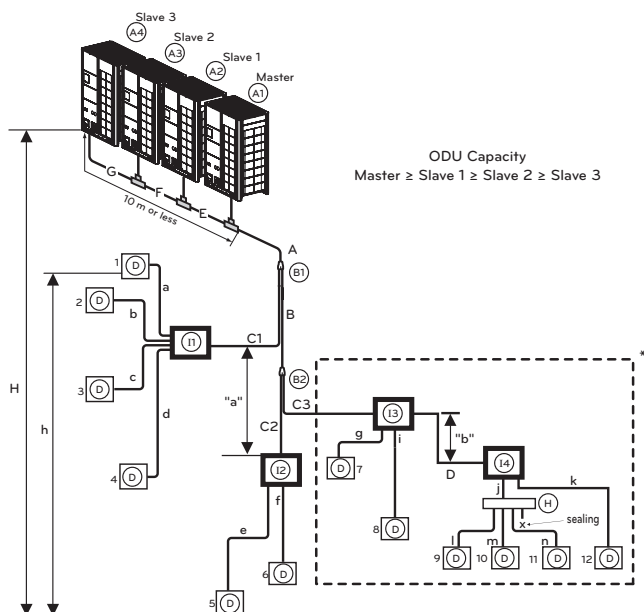 Slave 3
A4
Slave 2
A3
Slave 1
A2
Master
A1
ODU Capacity
Master ≥ Slave 1 ≥ Slave 2 ≥ Slave 3
G
F
E
10 m or less
A
B1
1 D
a
2 D
b
B
I1
C1
H
h
3 D
c
d
"a"
B2
C3
*
I3
C2
4 D
I2
g
i
7 D
"b"
D
I4
j
k
H
f
e
x
sealing
8 D
l
m
n
9 D
10 D
11 D
12 D
6 D
5 D